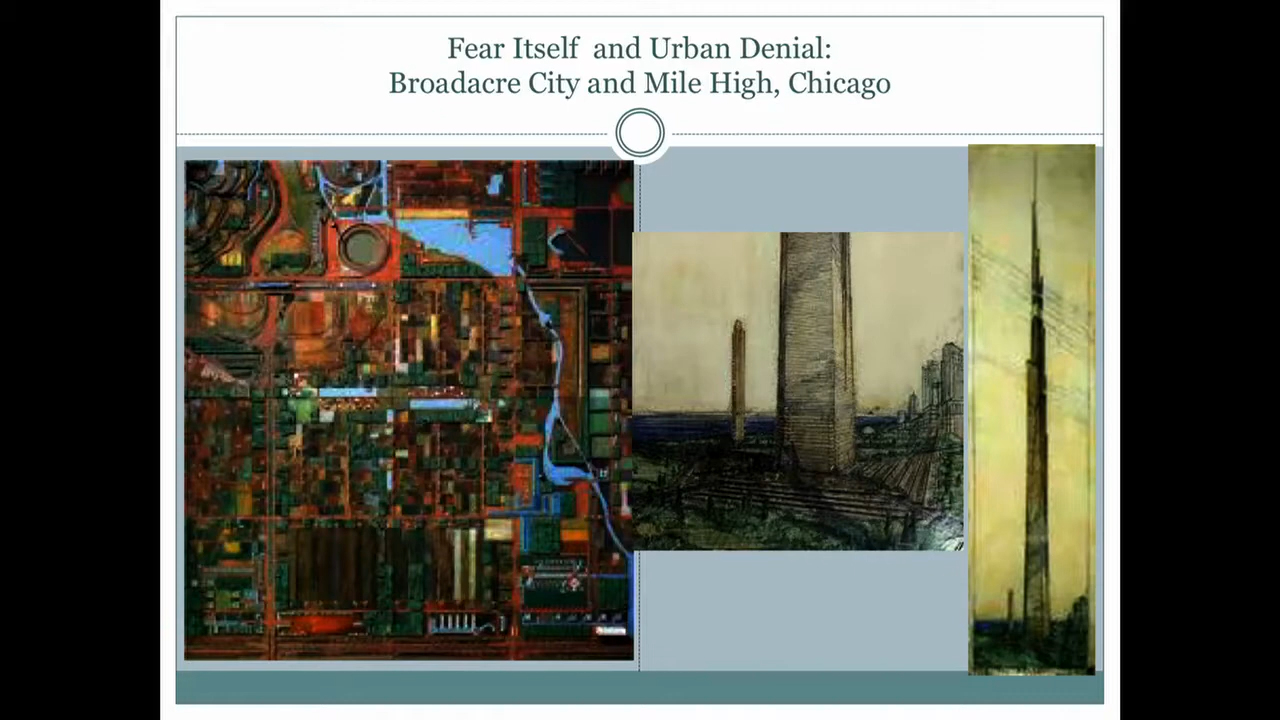 Fear Itself and Urban Denial:
Broadacre City and Mile High, Chicago